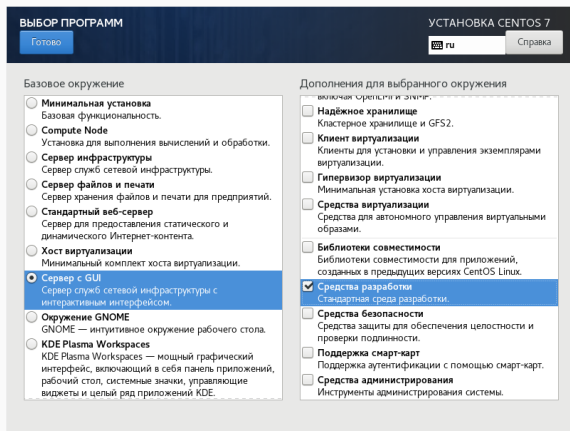 ВЫБОР ПРОГРАММ
УСТАНОВКА CENTOS 7
Готово
ru
Справка
Базовое окружение
Минимальная установка
Базовая функциональность.
Compute Node
Установка для выполнения вычислений и обработки.
Сервер инфраструктуры
Сервер служб сетевой инфраструктуры.
Сервер файлов и печати
Сервер хранения файлов и печати для предприятий.
Стандартный веб-сервер
Сервер для предоставления статического и
динамического Интернет-контента.
Хост виртуализации
Минимальный комплект хоста виртуализации.
Сервер с GUI
Сервер служб сетевой инфраструктуры с
интерактивным интерфейсом.
Окружение GNOME
GNOME — интуитивное окружение рабочего стола.
KDE Plasma Workspaces
KDE Plasma Workspaces — мощный графический
интерфейс, включающий в себя панель приложений,
рабочий стол, системные значки, управляющие
виджеты и целый ряд приложений KDE.
Дополнения для выбранного окружения
включая OpenLMI и SNMP.
Надёжное хранилище
Кластерное хранилище и GFS2.
Клиент виртуализации
Клиенты для установки и управления экземплярами
виртуализации.
Гипервизор виртуализации
Минимальная установка хоста виртуализации.
Средства виртуализации
Средства для автономного управления виртуальными
образами.
Библиотеки совместимости
Библиотеки совместимости для приложений,
созданных в предыдущих версиях CentOS Linux.
Средства разработки
Стандартная среда разработки.
Средства безопасности
Средства защиты для обеспечения целостности и
проверки подлинности.
Поддержка смарт-карт
Поддержка аутентификации с помощью смарт-карт.
Средства администрирования
Инструменты администрирования системы.